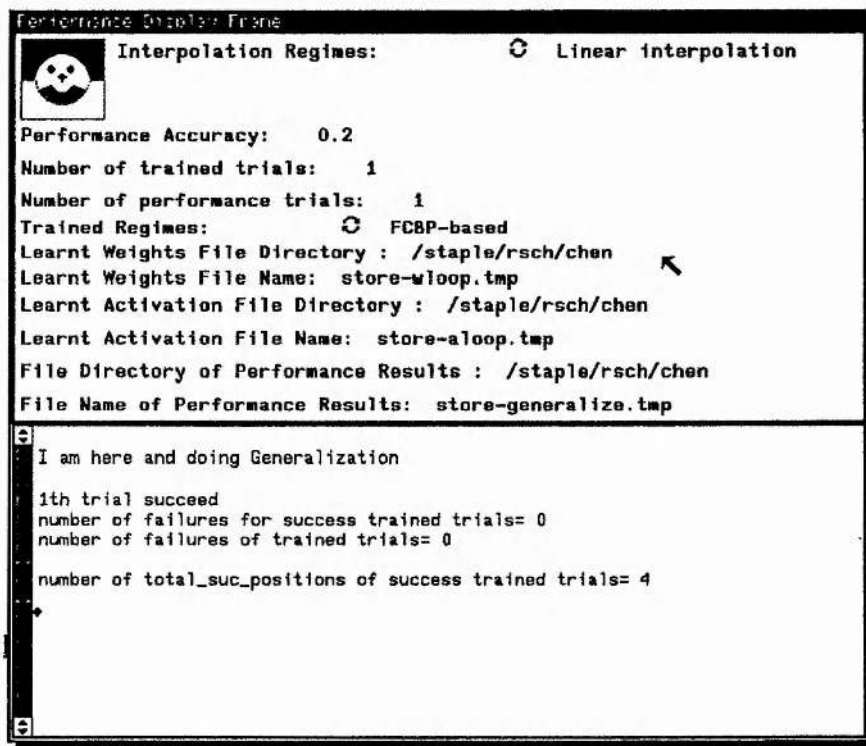 Performance Display Frame
Interpolation Regimes: Linear interpolation
Performance Accuracy: 0.2
Number of trained trials: 1
Number of performance trials: 1
Trained Regimes: FCBP-based
Learnt Weights File Directory : /staple/rsch/chen
Learnt Weights File Name: store-wloop.tmp
Learnt Activation File Directory : /staple/rsch/chen
Learnt Activation File Name: store-aloop.tmp
File Directory of Performance Results : /staple/rsch/chen
File Name of Performance Results: store-generalize.tmp
I am here and doing Generalization
1th trial succeed
number of failures for success trained trials= 0
number of failures of trained trials= 0
number of total_suc_positions of success trained trials= 4